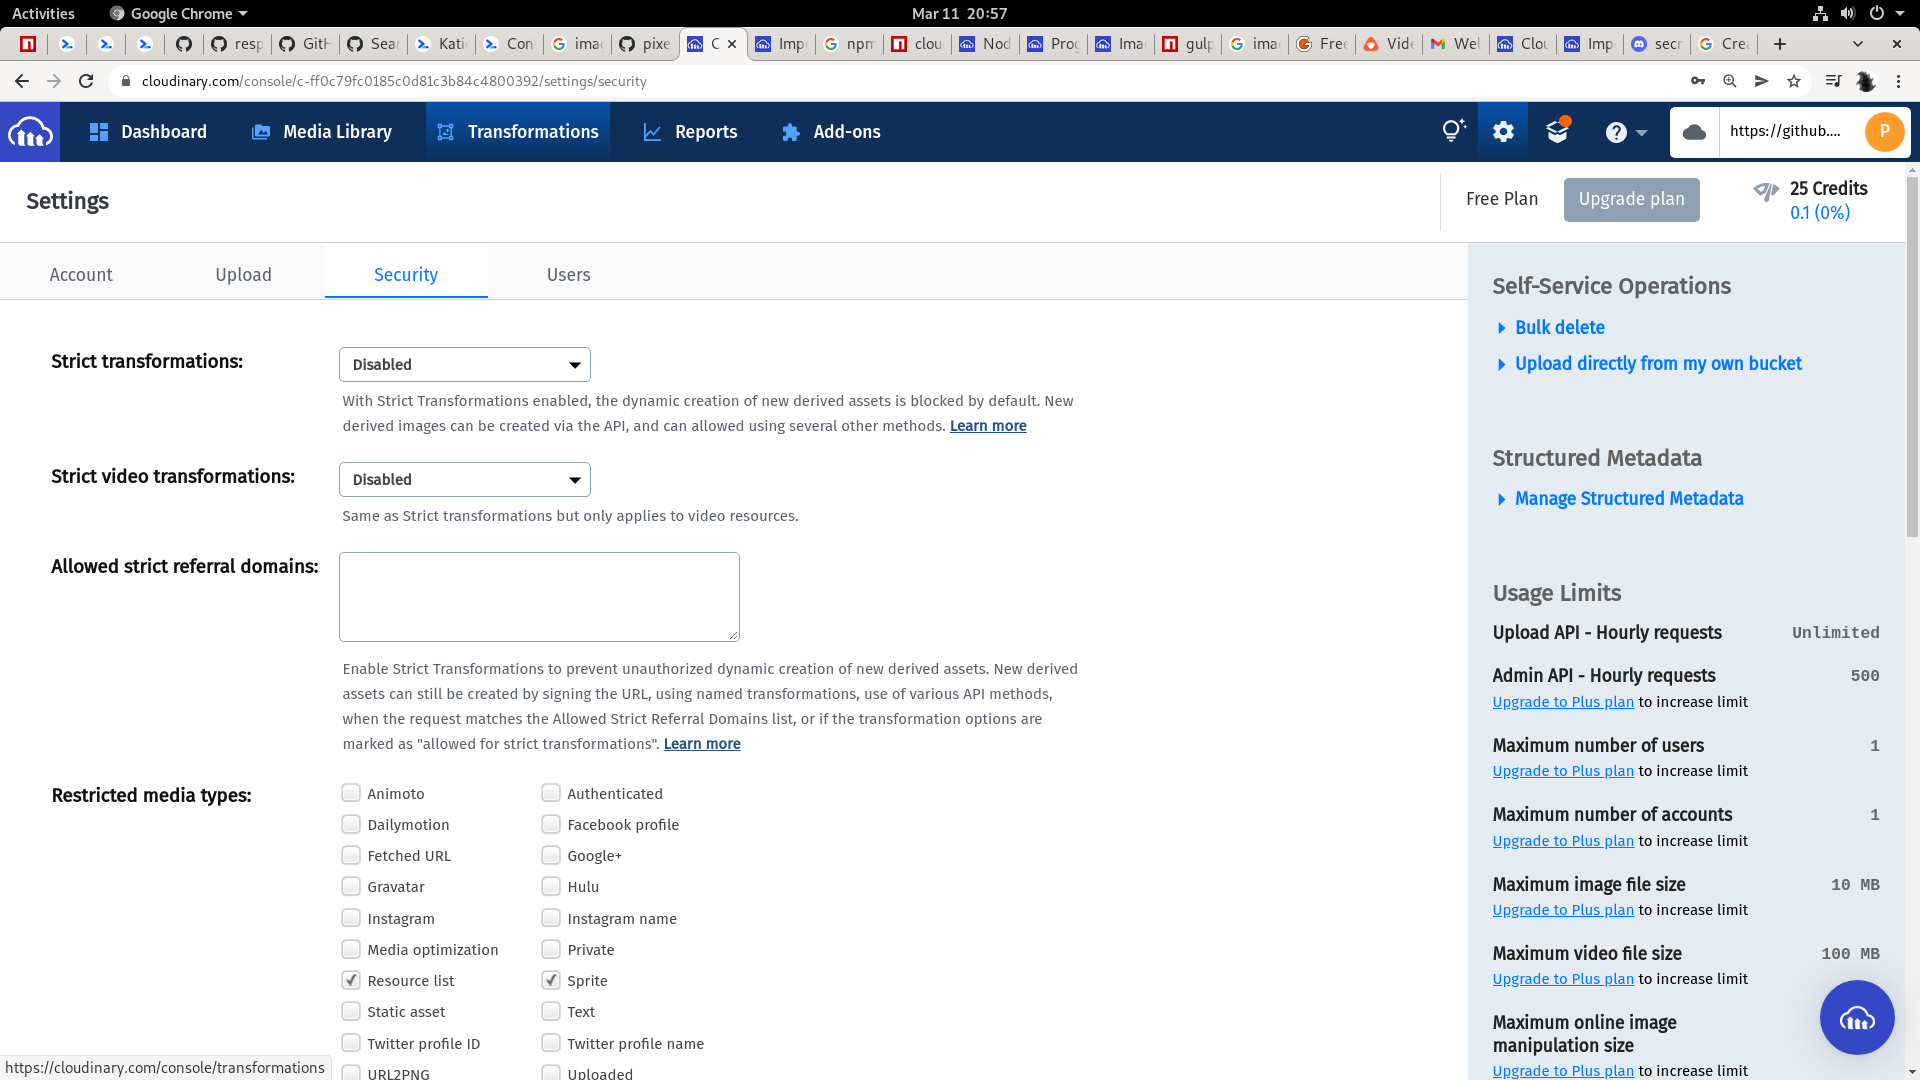 Activities
Google Chrome
Mar 11 20:57
resp
GitH
Sear
Kati
Con
imag
pixe
C
Impo
npm
clou
Nod
Prog
Ima
gulp
imag
Free
Vide
Wel
Clou
Imp
secr
Crea
cloudinary.com/console/c-ff0c79fc0185c0d81c3b84c4800392/settings/security
Dashboard
Media Library
Transformations
Reports
Add-ons
https://github....
P
Settings
Free Plan
Upgrade plan
25 Credits
0.1 (0%)
Account
Upload
Security
Users
Strict transformations:
Disabled
With Strict Transformations enabled, the dynamic creation of new derived assets is blocked by default. New
derived images can be created via the API, and can allowed using several other methods. Learn more
Strict video transformations:
Disabled
Same as Strict transformations but only applies to video resources.
Allowed strict referral domains:
Enable Strict Transformations to prevent unauthorized dynamic creation of new derived assets. New derived
assets can still be created by signing the URL, using named transformations, use of various API methods,
when the request matches the Allowed Strict Referral Domains list, or if the transformation options are
marked as "allowed for strict transformations". Learn more
Restricted media types:
Animoto
Authenticated
Dailymotion
Facebook profile
Fetched URL
Google+
Gravatar
Hulu
Instagram
Instagram name
Media optimization
Private
Resource list
Sprite
Static asset
Text
Twitter profile ID
Twitter profile name
URL2PNG
Uploaded
Self-Service Operations
Bulk delete
Upload directly from my own bucket
Structured Metadata
Manage Structured Metadata
Usage Limits
Upload API - Hourly requests
Unlimited
Admin API - Hourly requests
500
Upgrade to Plus plan to increase limit
Maximum number of users
1
Upgrade to Plus plan to increase limit
Maximum number of accounts
1
Upgrade to Plus plan to increase limit
Maximum image file size
10 MB
Upgrade to Plus plan to increase limit
Maximum video file size
100 MB
Upgrade to Plus plan to increase limit
Maximum online image
manipulation size
Upgrade to Plus plan to increase limit
https://cloudinary.com/console/transformations